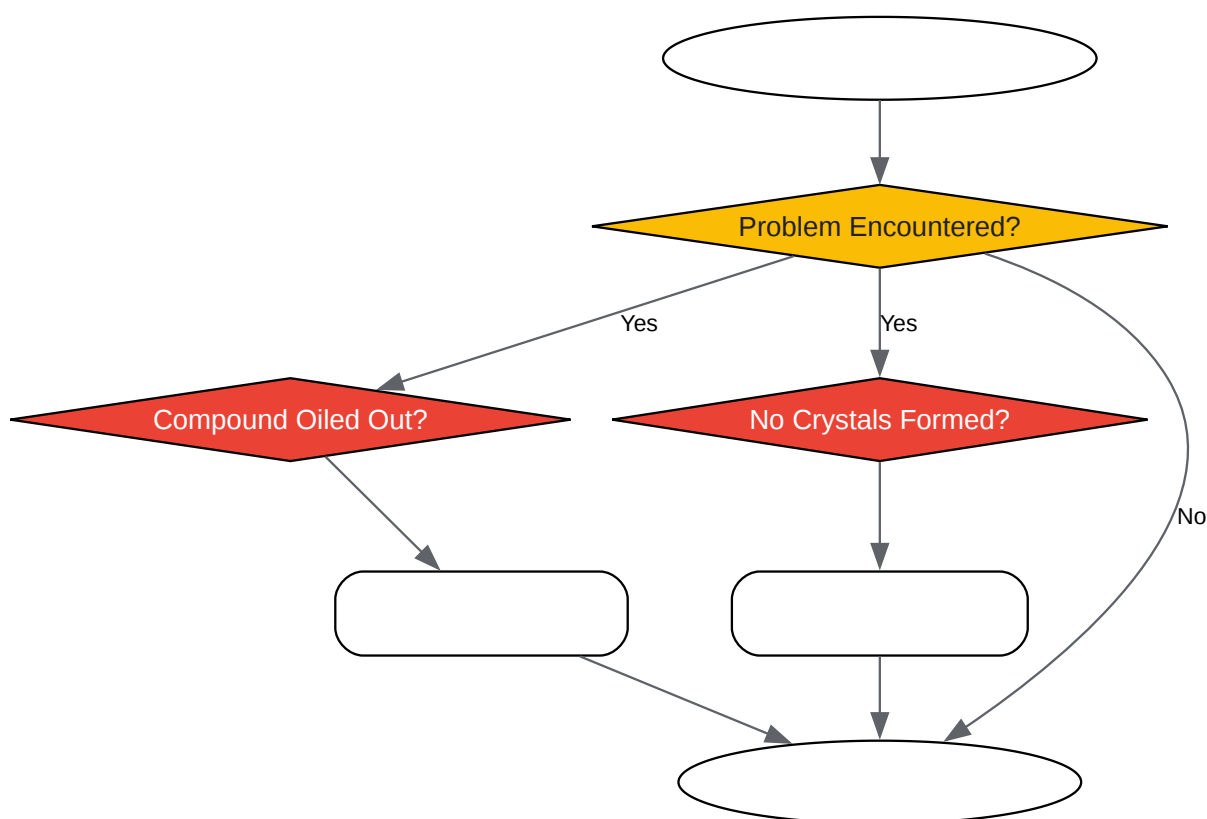 Problem Encountered?
Yes
Yes
Compound Oiled Out?
No Crystals Formed?
No